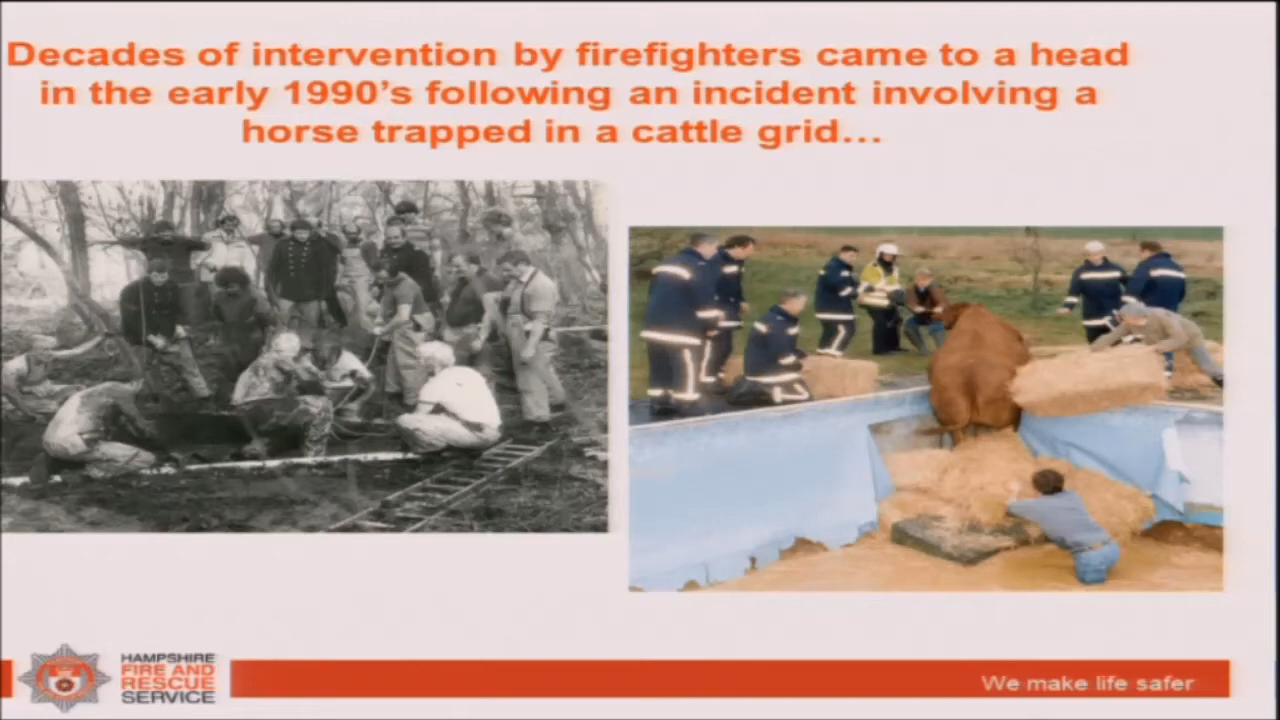 Decades of intervention by firefighters came to a head
in the early 1990's following an incident involving a
horse trapped in a cattle grid...
HAMPSHIRE
FIRE AND
RESCUE
SERVICE
We make life safer